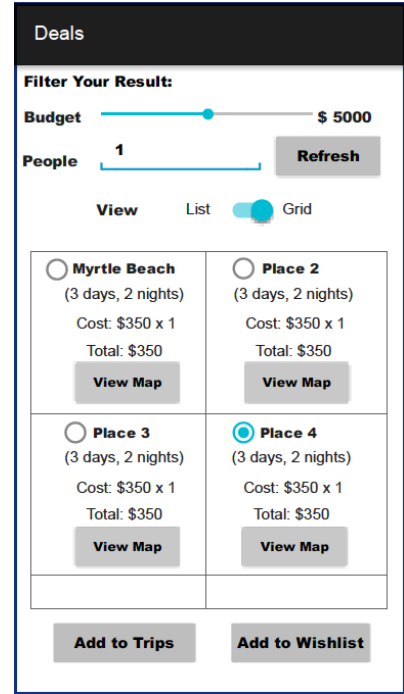 Deals
Filter Your Result:
Budget $ 5000
People 1 Refresh
View List Grid
Myrtle Beach
(3 days, 2 nights)
Cost: $350 x 1
Total: $350
View Map
Place 2
(3 days, 2 nights)
Cost: $350 x 1
Total: $350
View Map
Place 3
(3 days, 2 nights)
Cost: $350 x 1
Total: $350
View Map
Place 4
(3 days, 2 nights)
Cost: $350 x 1
Total: $350
View Map
Add to Trips Add to Wishlist